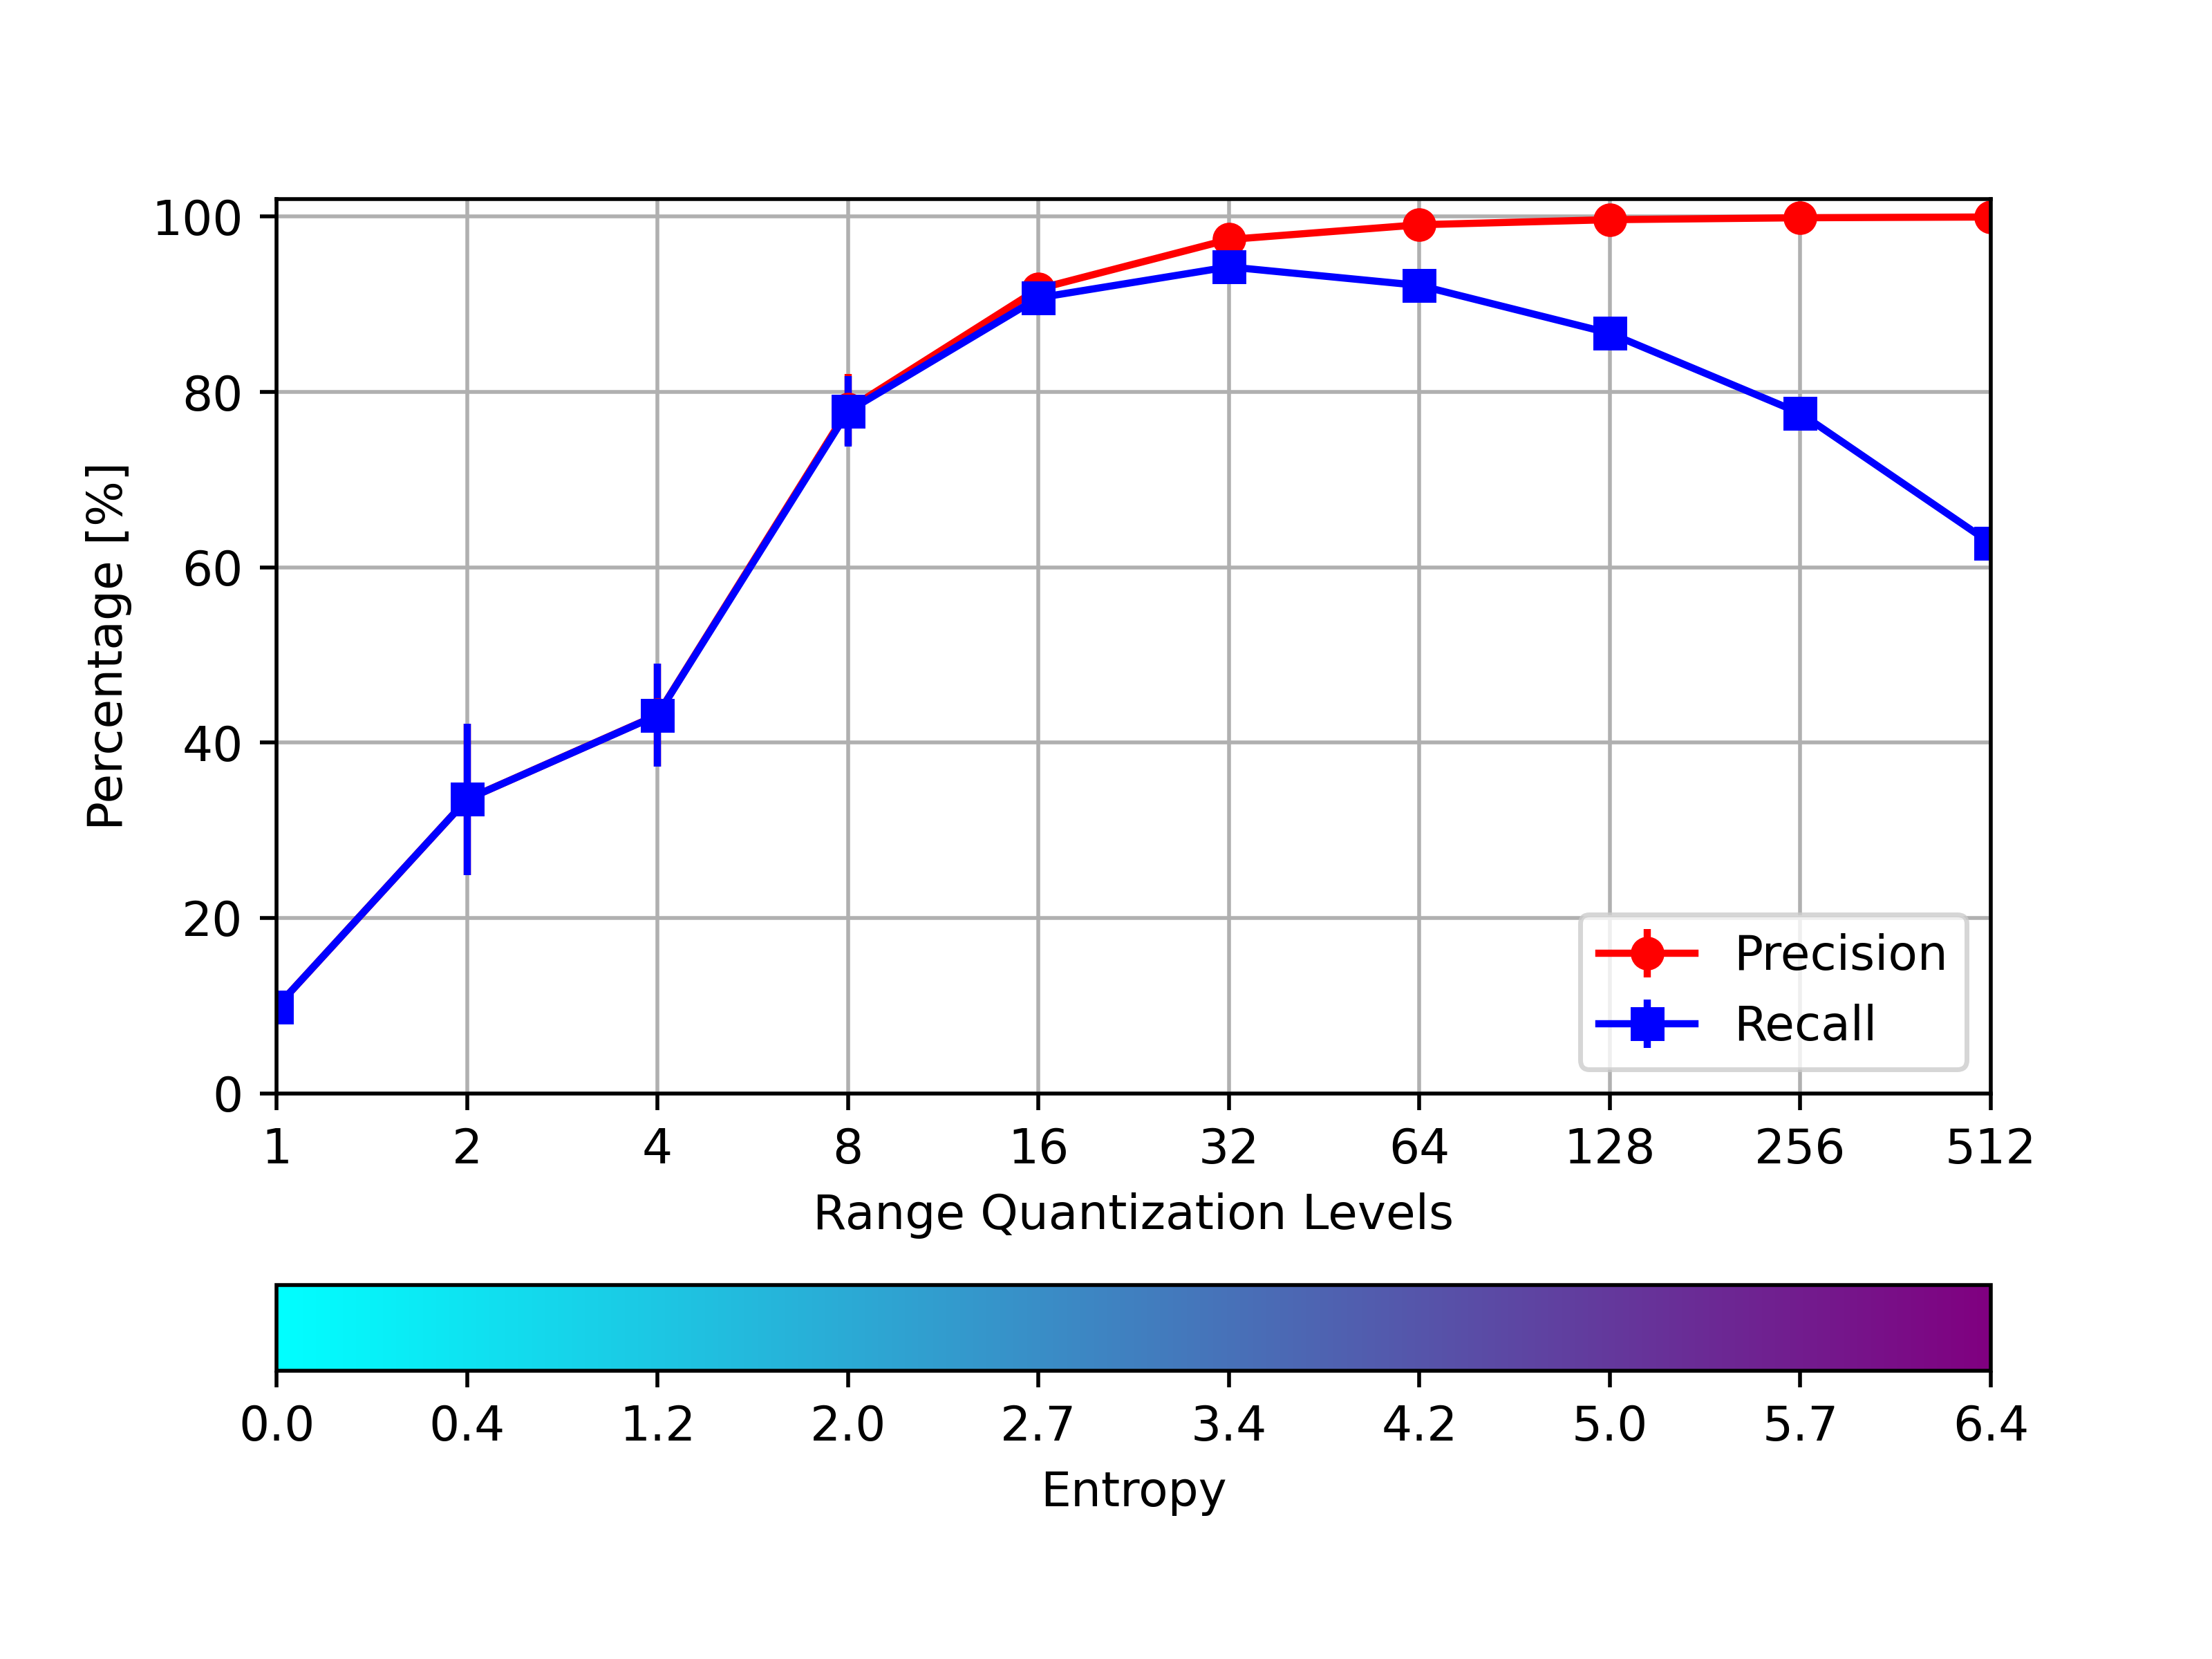 100
80
60
40
20
0
Percentage [%]
Precision
Recall
1 2 4 8 16 32 64 128 256 512
Range Quantization Levels
0.0 0.4 1.2 2.0 2.7 3.4 4.2 5.0 5.7 6.4
Entropy